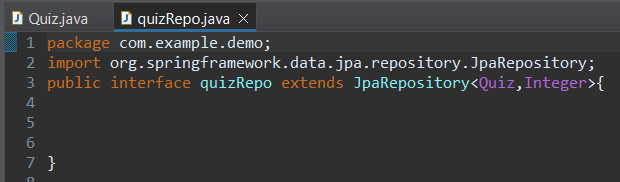 Quiz.java quizRepo.java
1 package com.example.demo;
2 import org.springframework.data.jpa.repository.JpaRepository;
3 public interface quizRepo extends JpaRepository<Quiz,Integer>{
4
5
6
7 }
8